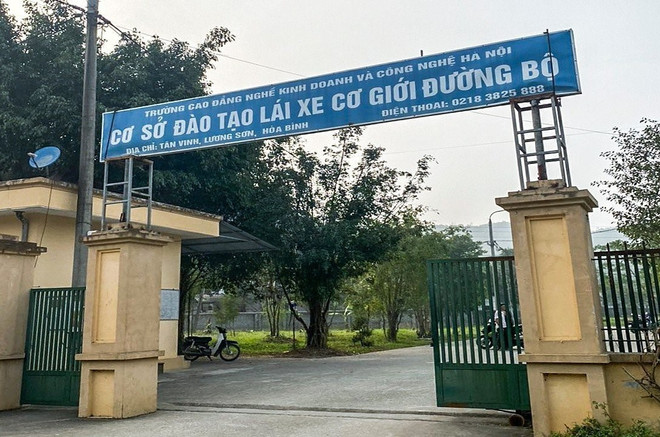 TRƯỜNG CAO ĐẲNG NGHỀ KINH DOANH VÀ CÔNG NGHỆ HÀ NỘI
CƠ SỞ ĐÀO TẠO LÁI XE CƠ GIỚI ĐƯỜNG BỘ
ĐỊA CHỈ: TÂN VINH, LƯƠNG SƠN, HÒA BÌNH
ĐIỆN THOẠI: 0218 3825 888